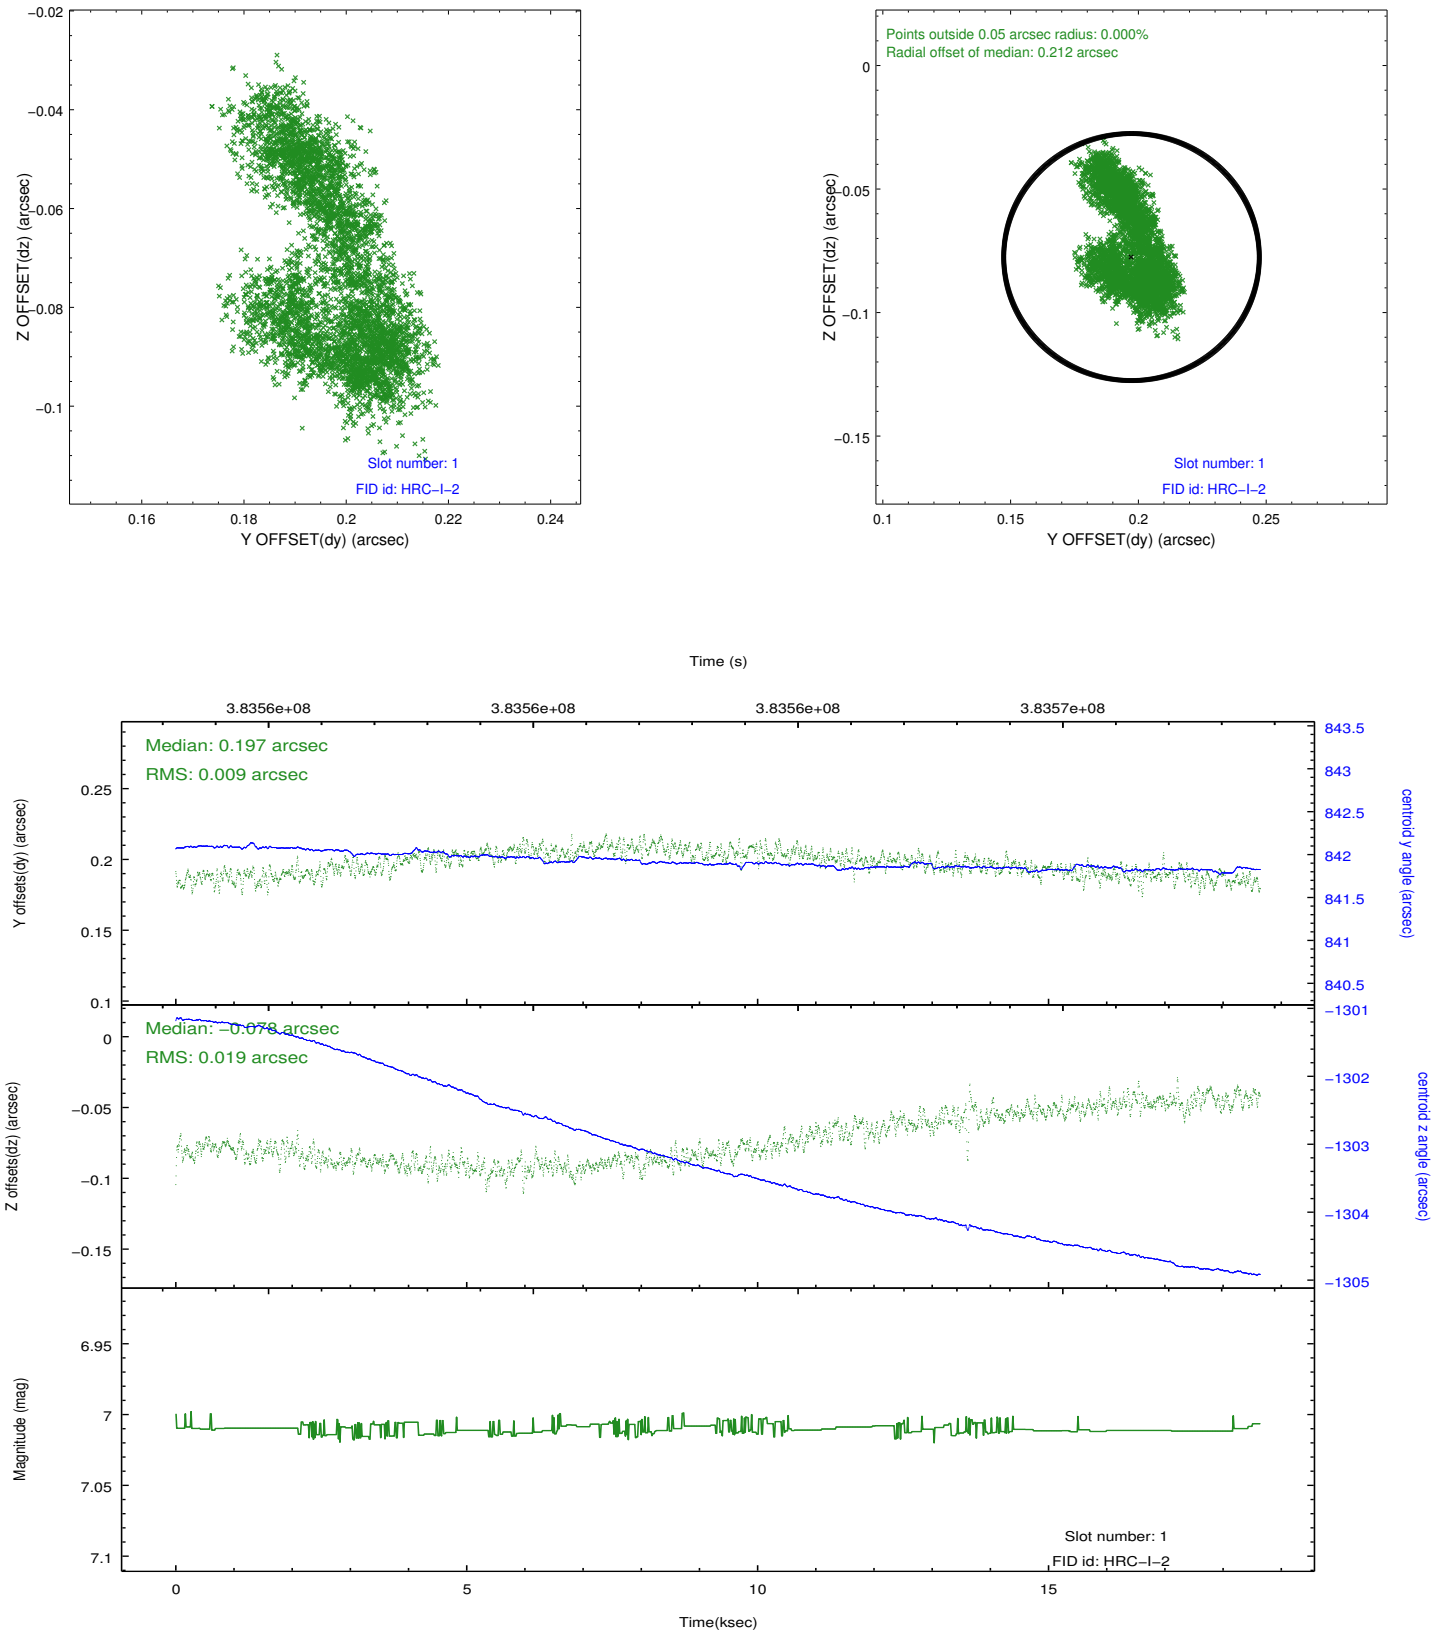 −0.02
−0.04
−0.06
−0.08
−0.1
Z OFFSET(dz) (arcsec)
Slot number: 1
FID id: HRC−I−2
0.16
0.18
0.2
0.22
0.24
Y OFFSET(dy) (arcsec)
Points outside 0.05 arcsec radius: 0.000%
Radial offset of median: 0.212 arcsec
0
−0.05
−0.1
−0.15
Z OFFSET(dz) (arcsec)
Slot number: 1
FID id: HRC−I−2
0.1
0.15
0.2
0.25
Y OFFSET(dy) (arcsec)
Time (s)
3.8356e+08
3.8356e+08
3.8356e+08
3.8357e+08
Median: 0.197 arcsec
RMS: 0.009 arcsec
0.25
0.2
0.15
0.1
Y offsets(dy) (arcsec)
843.5
843
842.5
842
841.5
841
840.5
centroid y angle (arcsec)
Median: −0.078 arcsec
RMS: 0.019 arcsec
0
−0.05
−0.1
−0.15
Z offsets(dz) (arcsec)
−1301
−1302
−1303
−1304
−1305
centroid z angle (arcsec)
6.95
7
7.05
7.1
Magnitude (mag)
Slot number: 1
FID id: HRC−I−2
0
5
10
15
Time(ksec)